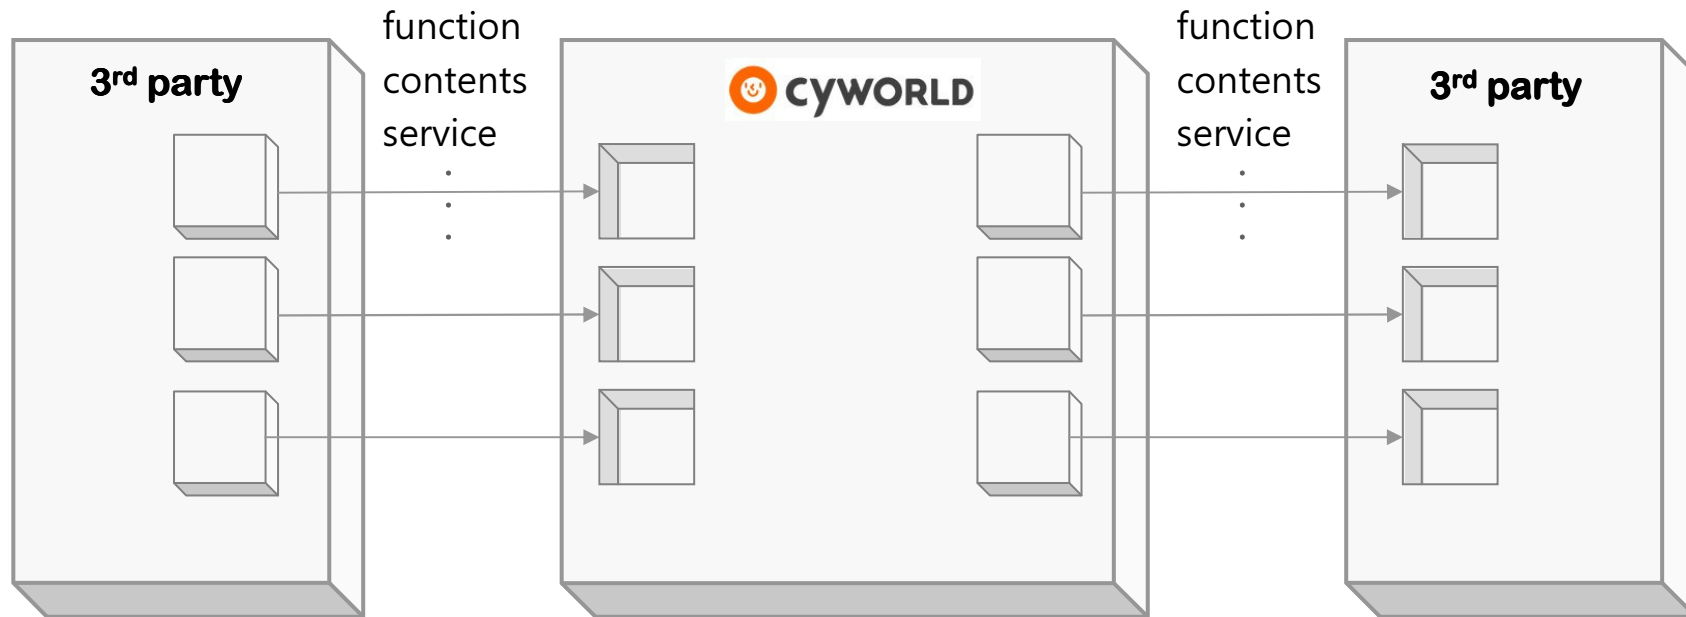 3rd party
function
contents
service
CYWORLD
function
contents
service
3rd party